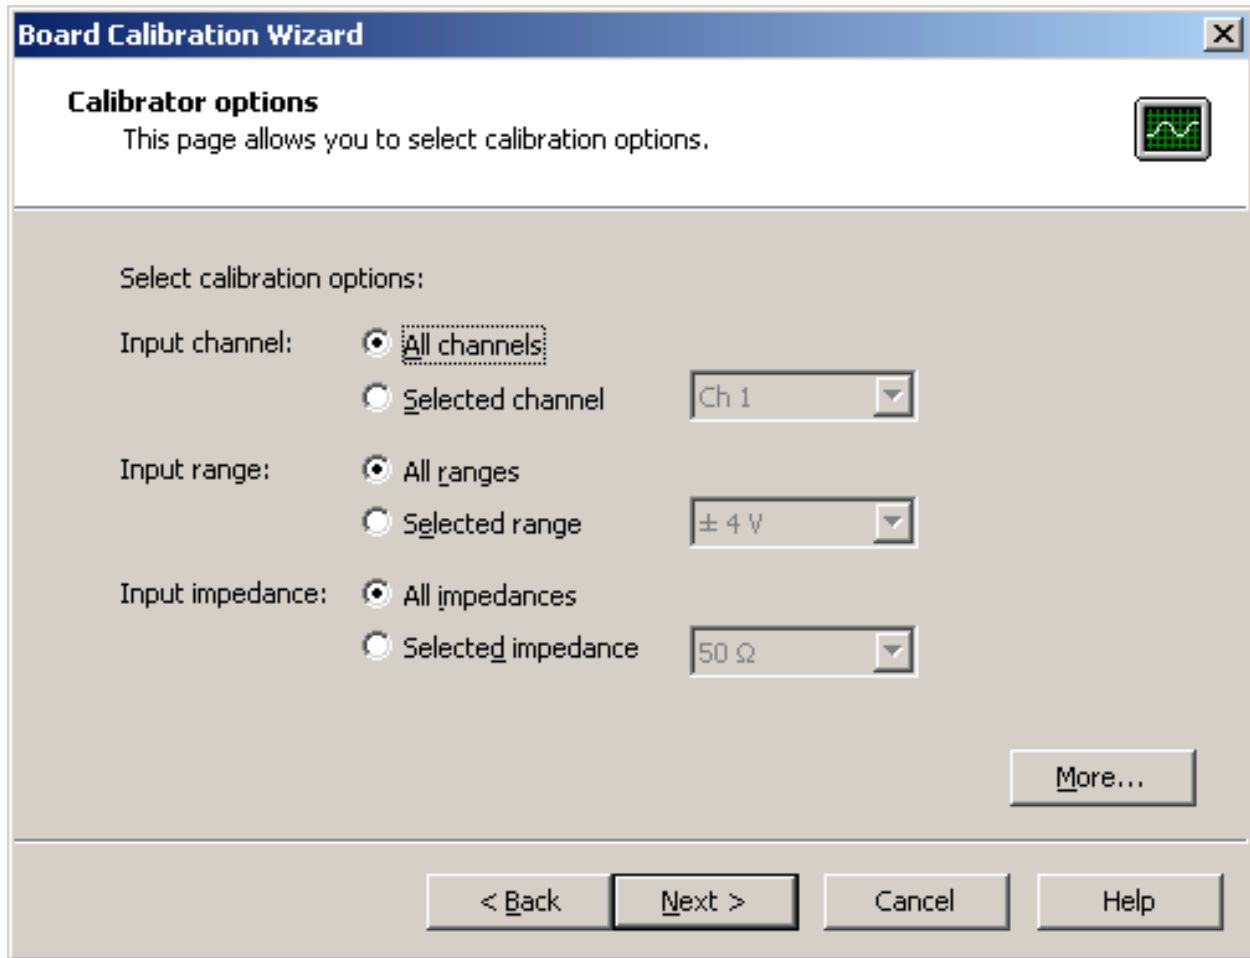 Board Calibration Wizard
Calibrator options
This page allows you to select calibration options.
Select calibration options:
Input channel: All channels
Selected channel Ch 1
Input range: All ranges
Selected range ± 4 V
Input impedance: All impedances
Selected impedance 50 Ω
More...
< Back Next > Cancel Help